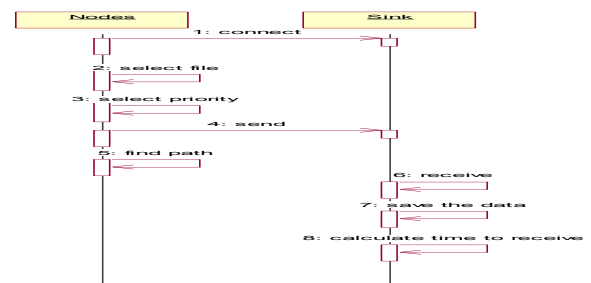 Nodes
Sink
1: connect
2: select file
3: select priority
4: send
5: find path
6: receive
7: save the data
8: calculate time to receive